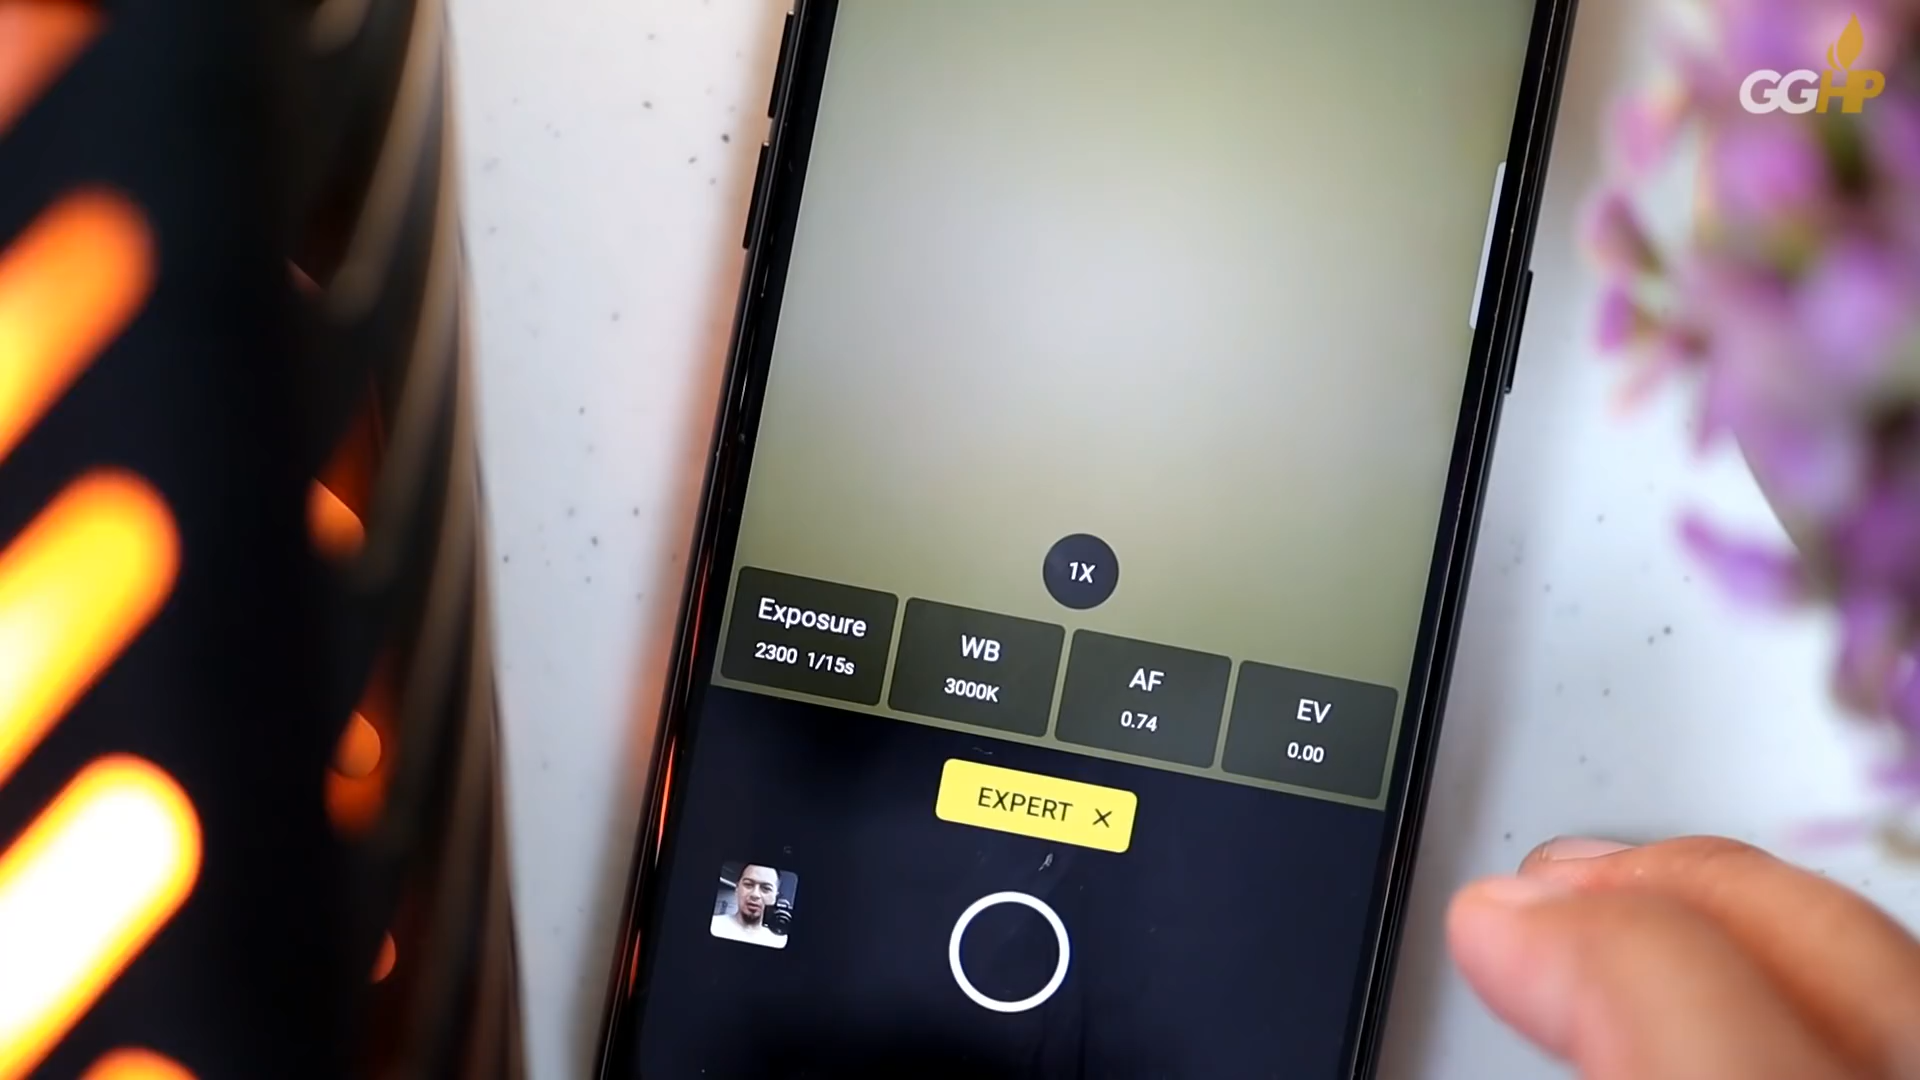 GGHP
1X
Exposure
2300 1/15s
WB
3000K
AF
0.74
EV
0.00
EXPERT X